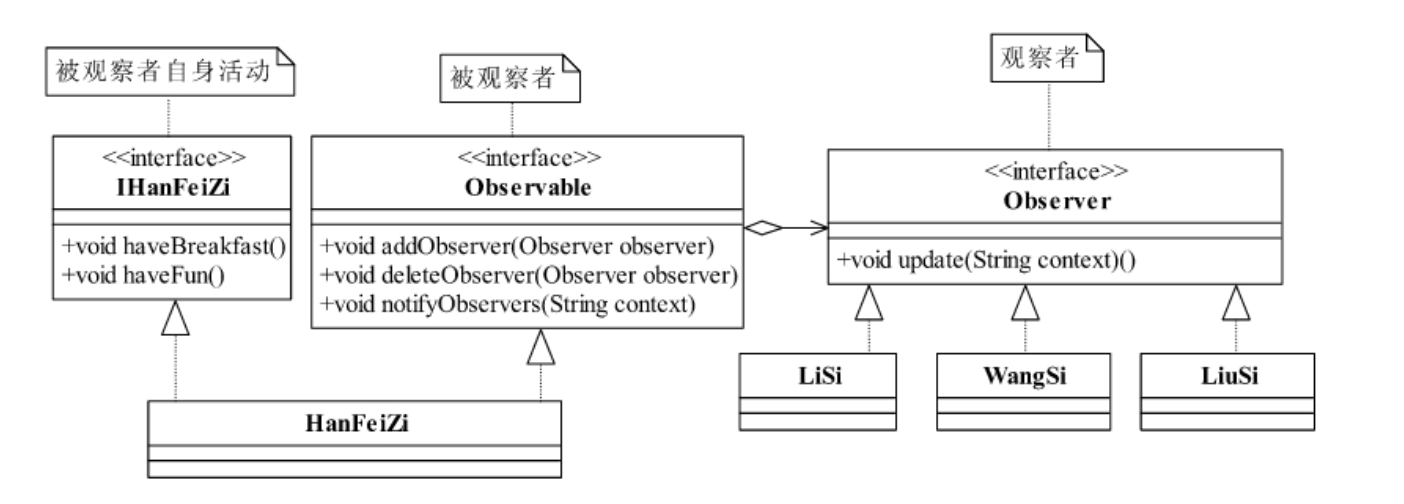 被观察者自身活动
<<interface>>
IHanFeiZi
+void haveBreakfast()
+void haveFun()
被观察者
<<interface>>
Observable
+void addObserver(Observer observer)
+void deleteObserver(Observer observer)
+void notifyObservers(String context)
观察者
<<interface>>
Observer
+void update(String context)()
HanFeiZi
LiSi
WangSi
LiuSi